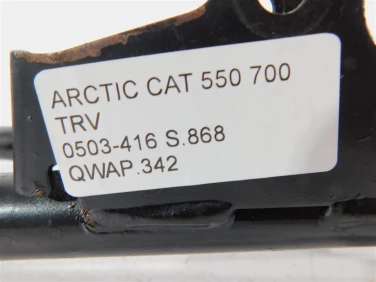 ARCTIC CAT 550 700
TRV
0503-416 S.868
QWAP.342